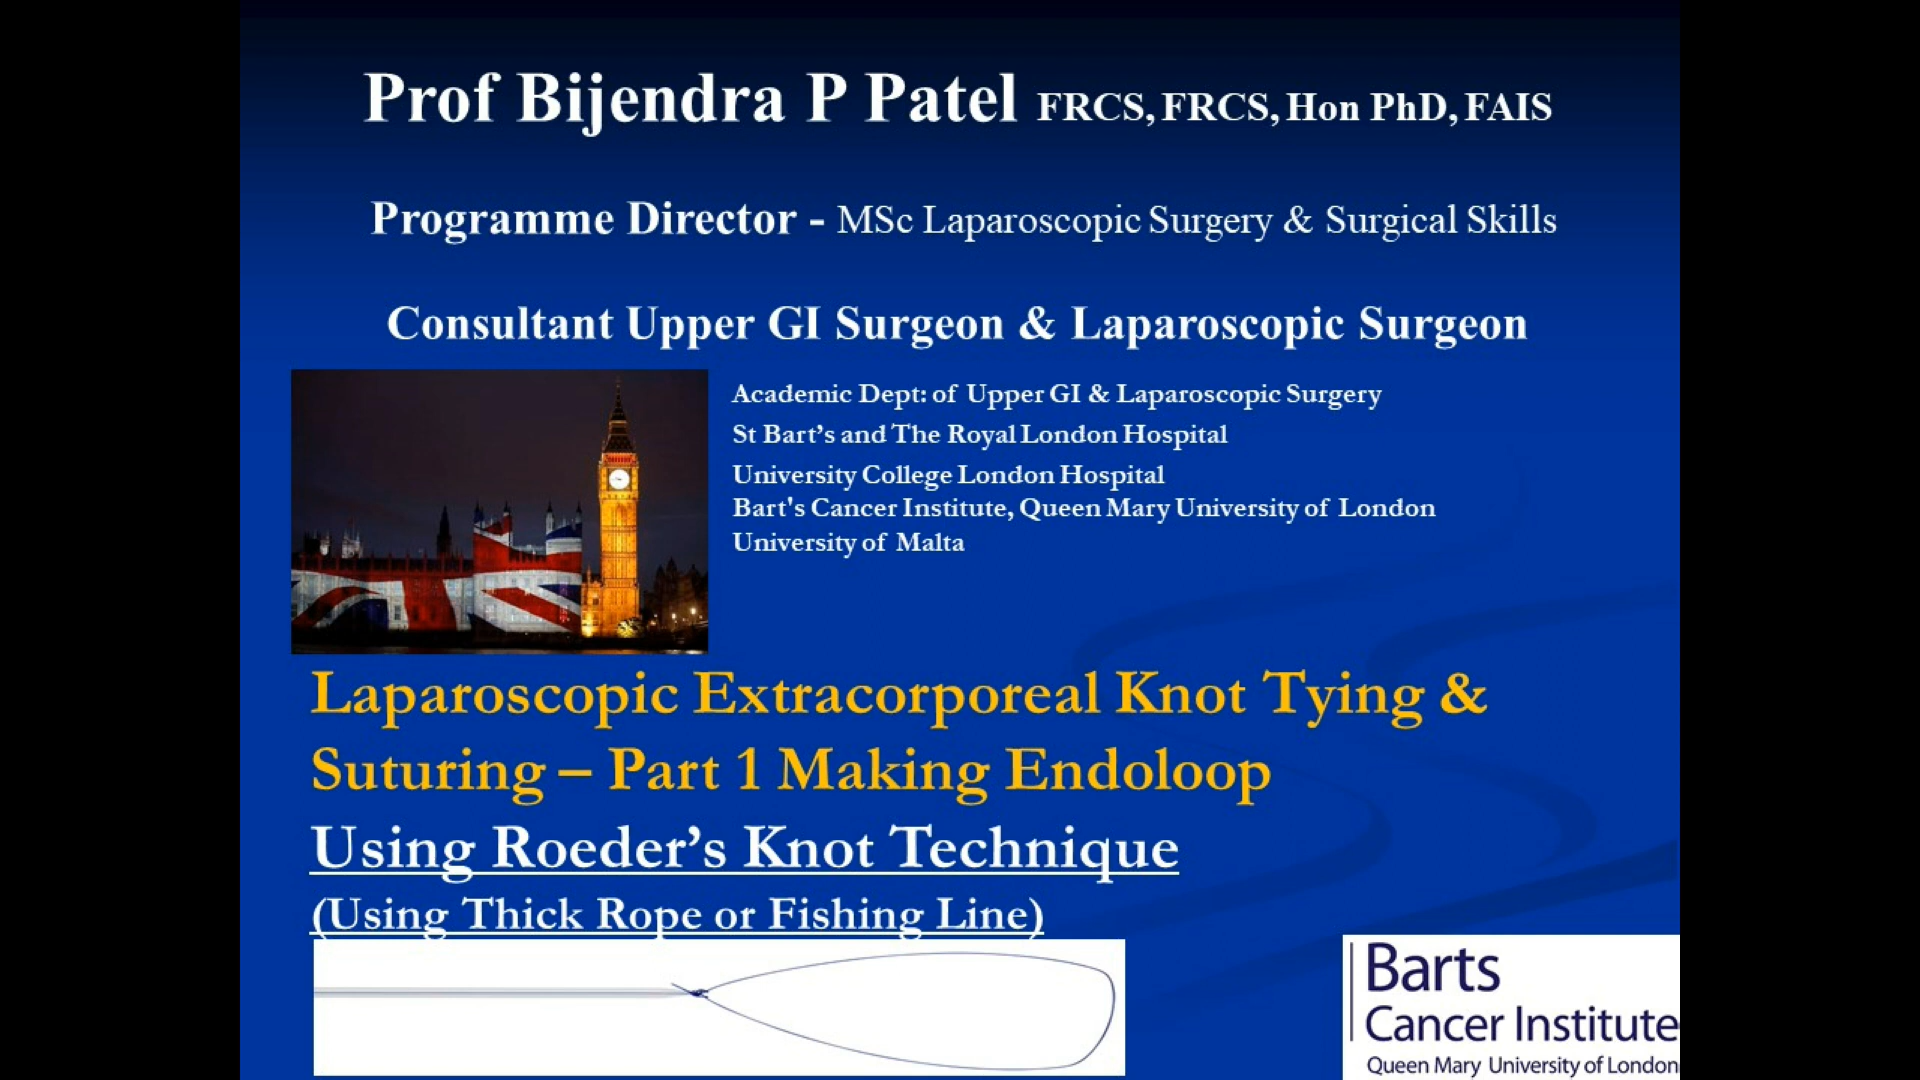 Prof Bijendra P Patel FRCS, FRCS, Hon PhD, FAIS
Programme Director - MSc Laparoscopic Surgery & Surgical Skills
Consultant Upper GI Surgeon & Laparoscopic Surgeon
Academic Dept: of Upper GI & Laparoscopic Surgery
St Bart’s and The Royal London Hospital
University College London Hospital
Bart's Cancer Institute, Queen Mary University of London
University of Malta
Laparoscopic Extracorporeal Knot Tying &
Suturing – Part 1 Making Endoloop
Using Roeder’s Knot Technique
(Using Thick Rope or Fishing Line)
Barts
Cancer Institute
Queen Mary University of London